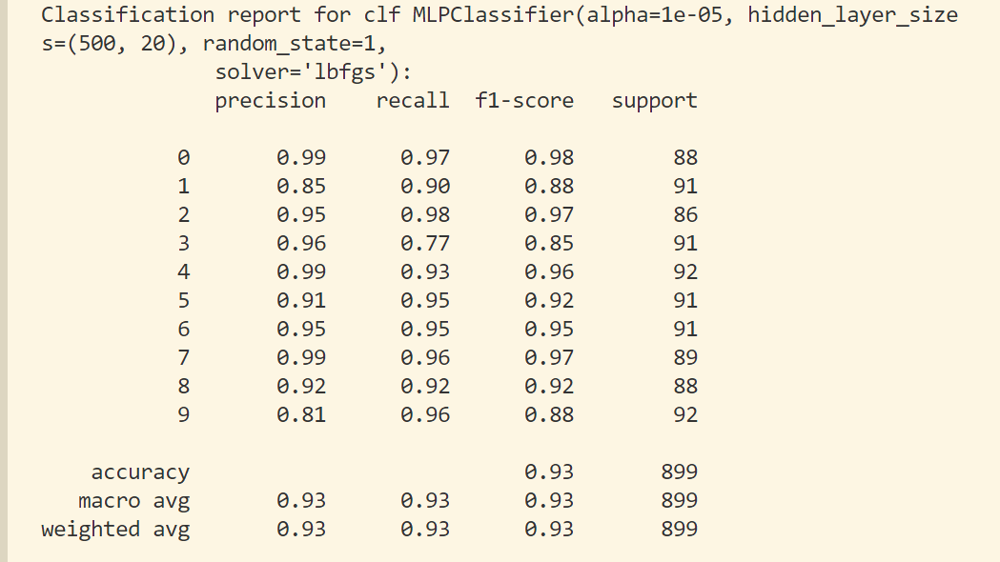 Classification report for clf MLPClassifier(alpha=1e-05, hidden_layer_size
s=(500, 20), random_state=1,
              solver='lbfgs'):
              precision    recall  f1-score   support

           0       0.99      0.97      0.98        88
           1       0.85      0.90      0.88        91
           2       0.95      0.98      0.97        86
           3       0.96      0.77      0.85        91
           4       0.99      0.93      0.96        92
           5       0.91      0.95      0.92        91
           6       0.95      0.95      0.95        91
           7       0.99      0.96      0.97        89
           8       0.92      0.92      0.92        88
           9       0.81      0.96      0.88        92

    accuracy                           0.93       899
   macro avg       0.93      0.93      0.93       899
weighted avg       0.93      0.93      0.93       899